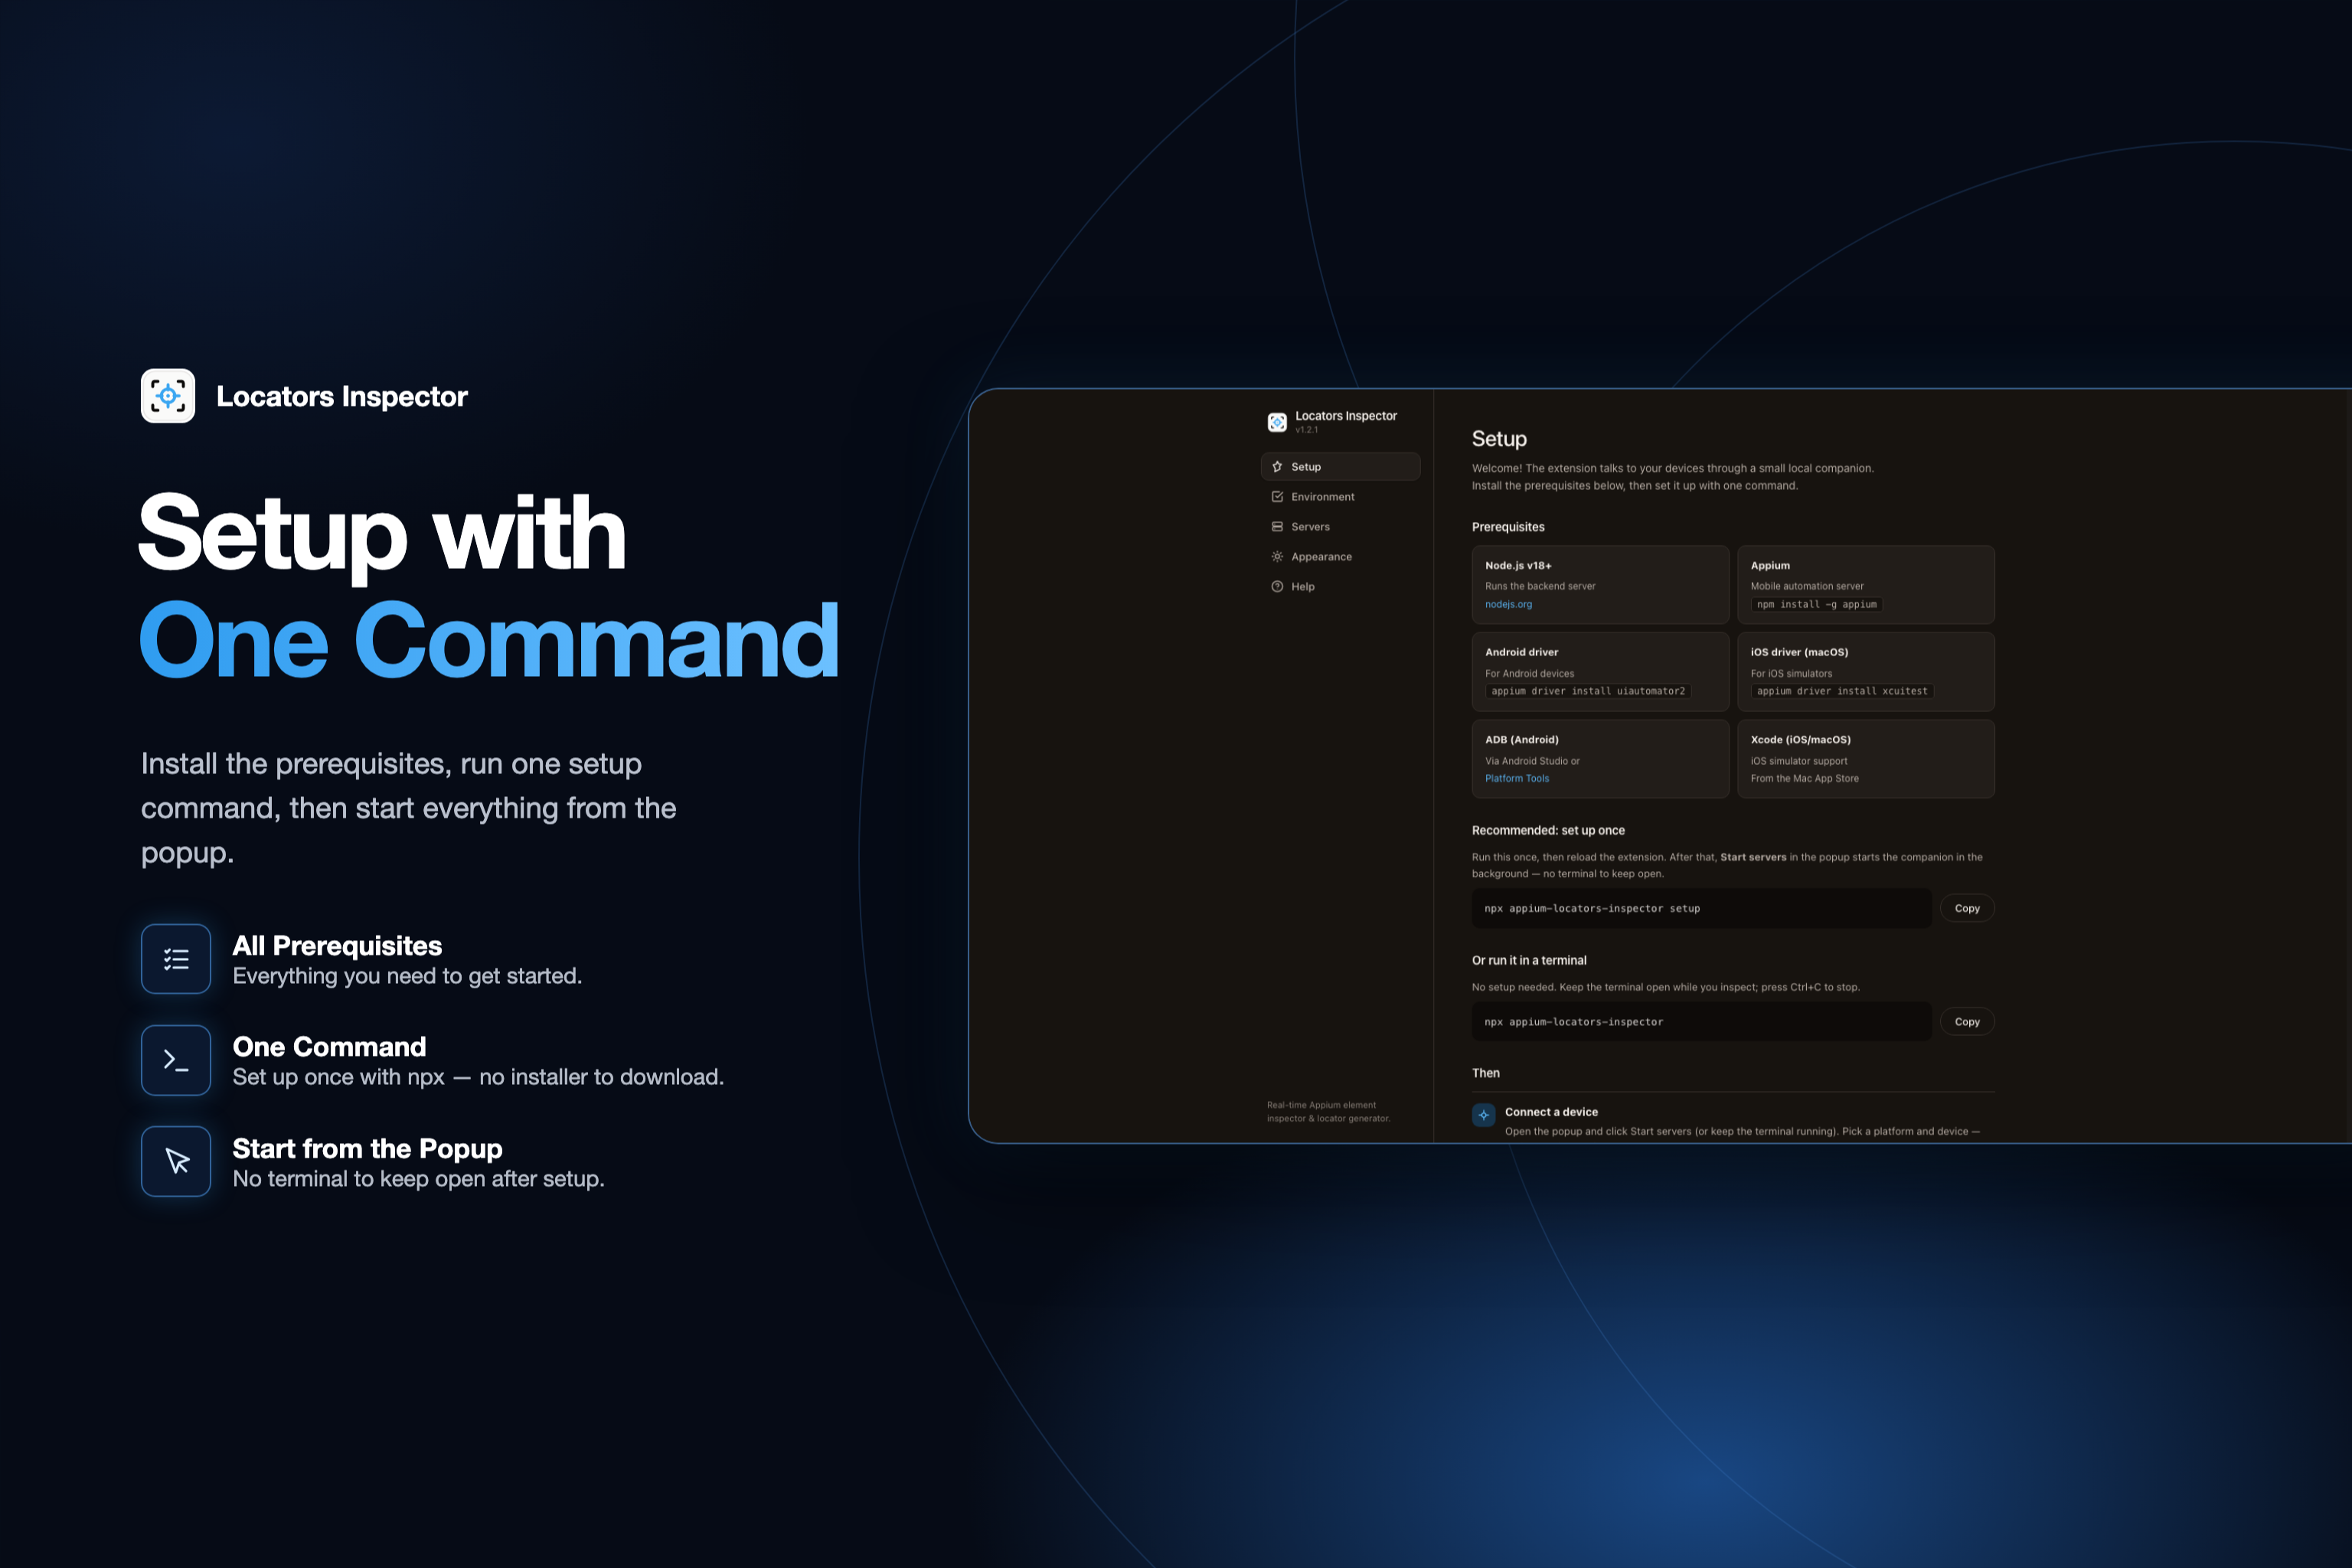 Locators Inspector
Setup with
One Command
Install the prerequisites, run one setup
command, then start everything from the
popup.
All Prerequisites
Everything you need to get started.
One Command
Set up once with npx — no installer to download.
Start from the Popup
No terminal to keep open after setup.
Locators Inspector
v1.2.1
Setup
Environment
Servers
Appearance
Help
Real-time Appium element
inspector & locator generator.
Setup
Welcome! The extension talks to your devices through a small local companion.
Install the prerequisites below, then set it up with one command.
Prerequisites
Node.js v18+
Runs the backend server
nodejs.org
Appium
Mobile automation server
npm install -g appium
Android driver
For Android devices
appium driver install uiautomator2
iOS driver (macOS)
For iOS simulators
appium driver install xcuitest
ADB (Android)
Via Android Studio or
Platform Tools
Xcode (iOS/macOS)
iOS simulator support
From the Mac App Store
Recommended: set up once
Run this once, then reload the extension. After that, Start servers in the popup starts the companion in the
background — no terminal to keep open.
npx appium-locators-inspector setup
Copy
Or run it in a terminal
No setup needed. Keep the terminal open while you inspect; press Ctrl+C to stop.
npx appium-locators-inspector
Copy
Then
Connect a device
Open the popup and click Start servers (or keep the terminal running). Pick a platform and device —